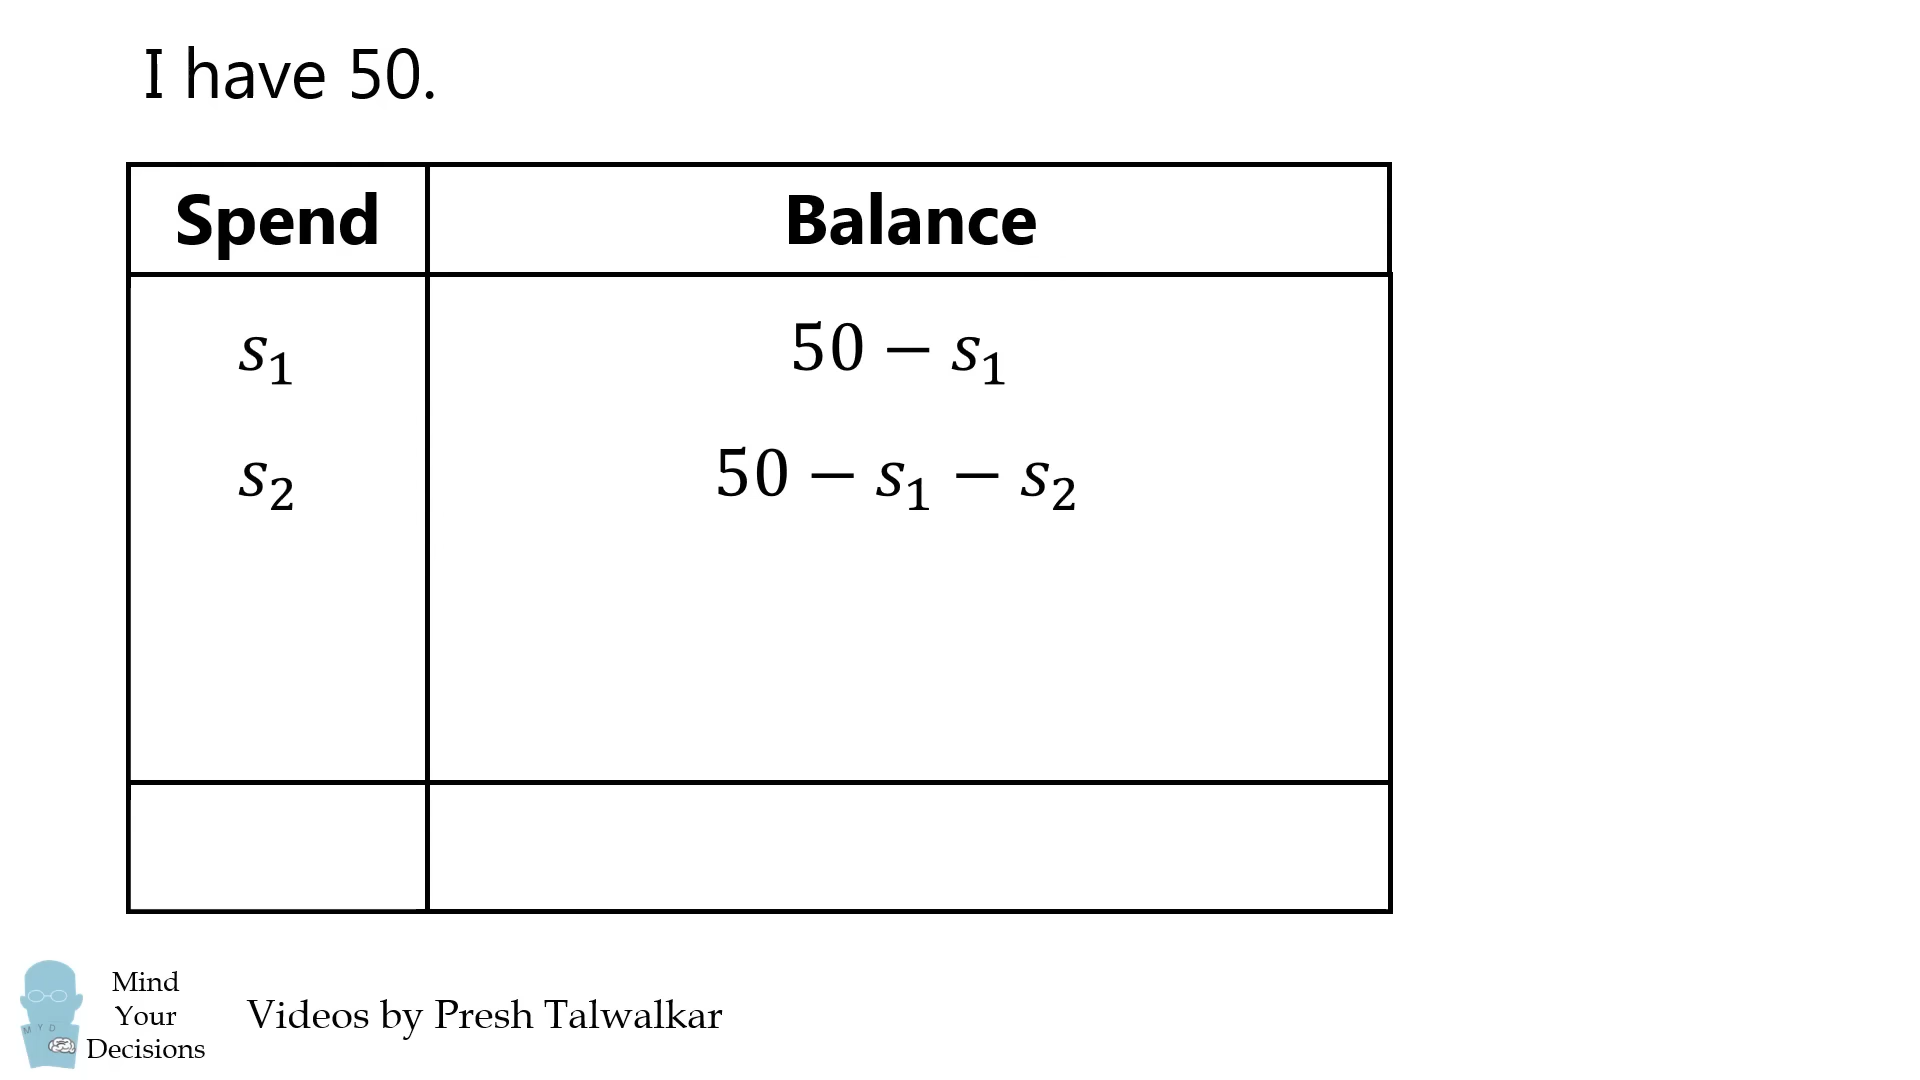 I have 50.
Spend Balance
s₁ 50 − s₁
s₂ 50 − s₁ − s₂
M Y D
Mind
Your
Decisions
Videos by Presh Talwalkar